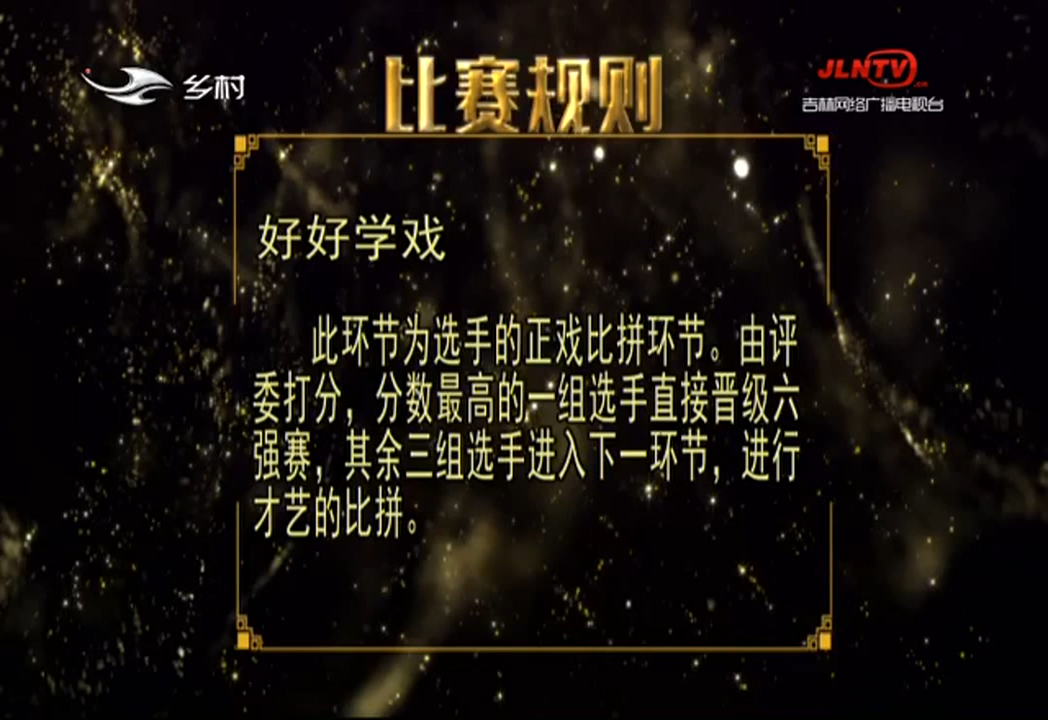 乡村
比赛规则
JLNTV.cn
吉林网络广播电视台
好好学戏
此环节为选手的正戏比拼环节。由评
委打分，分数最高的一组选手直接晋级六
强赛，其余三组选手进入下一环节，进行
才艺的比拼。